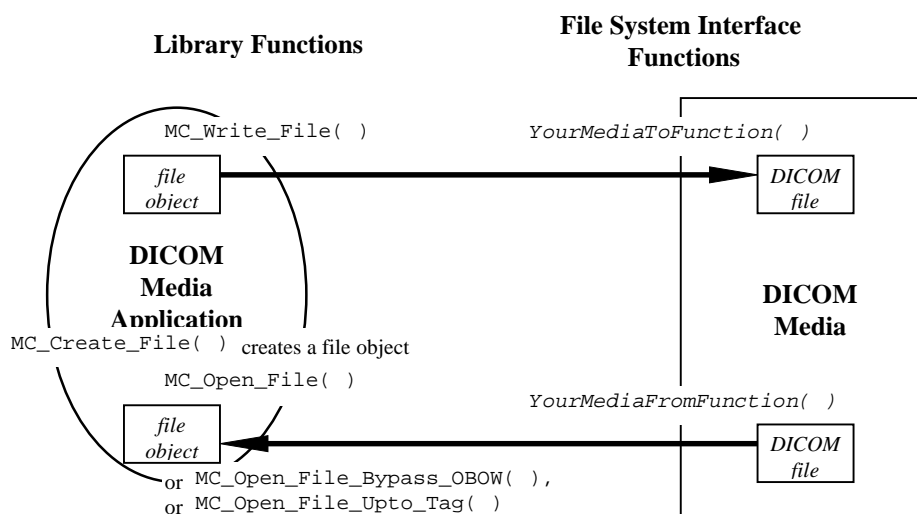 Library Functions
File System Interface
Functions
MC_Write_File( )
YourMediaToFunction( )
file
object
DICOM
file
DICOM
Media
Application
DICOM
Media
MC_Create_File( ) creates a file object
MC_Open_File( )
YourMediaFromFunction( )
file
object
DICOM
file
or MC_Open_File_Bypass_OBOW( ),
or MC_Open_File_Upto_Tag( )